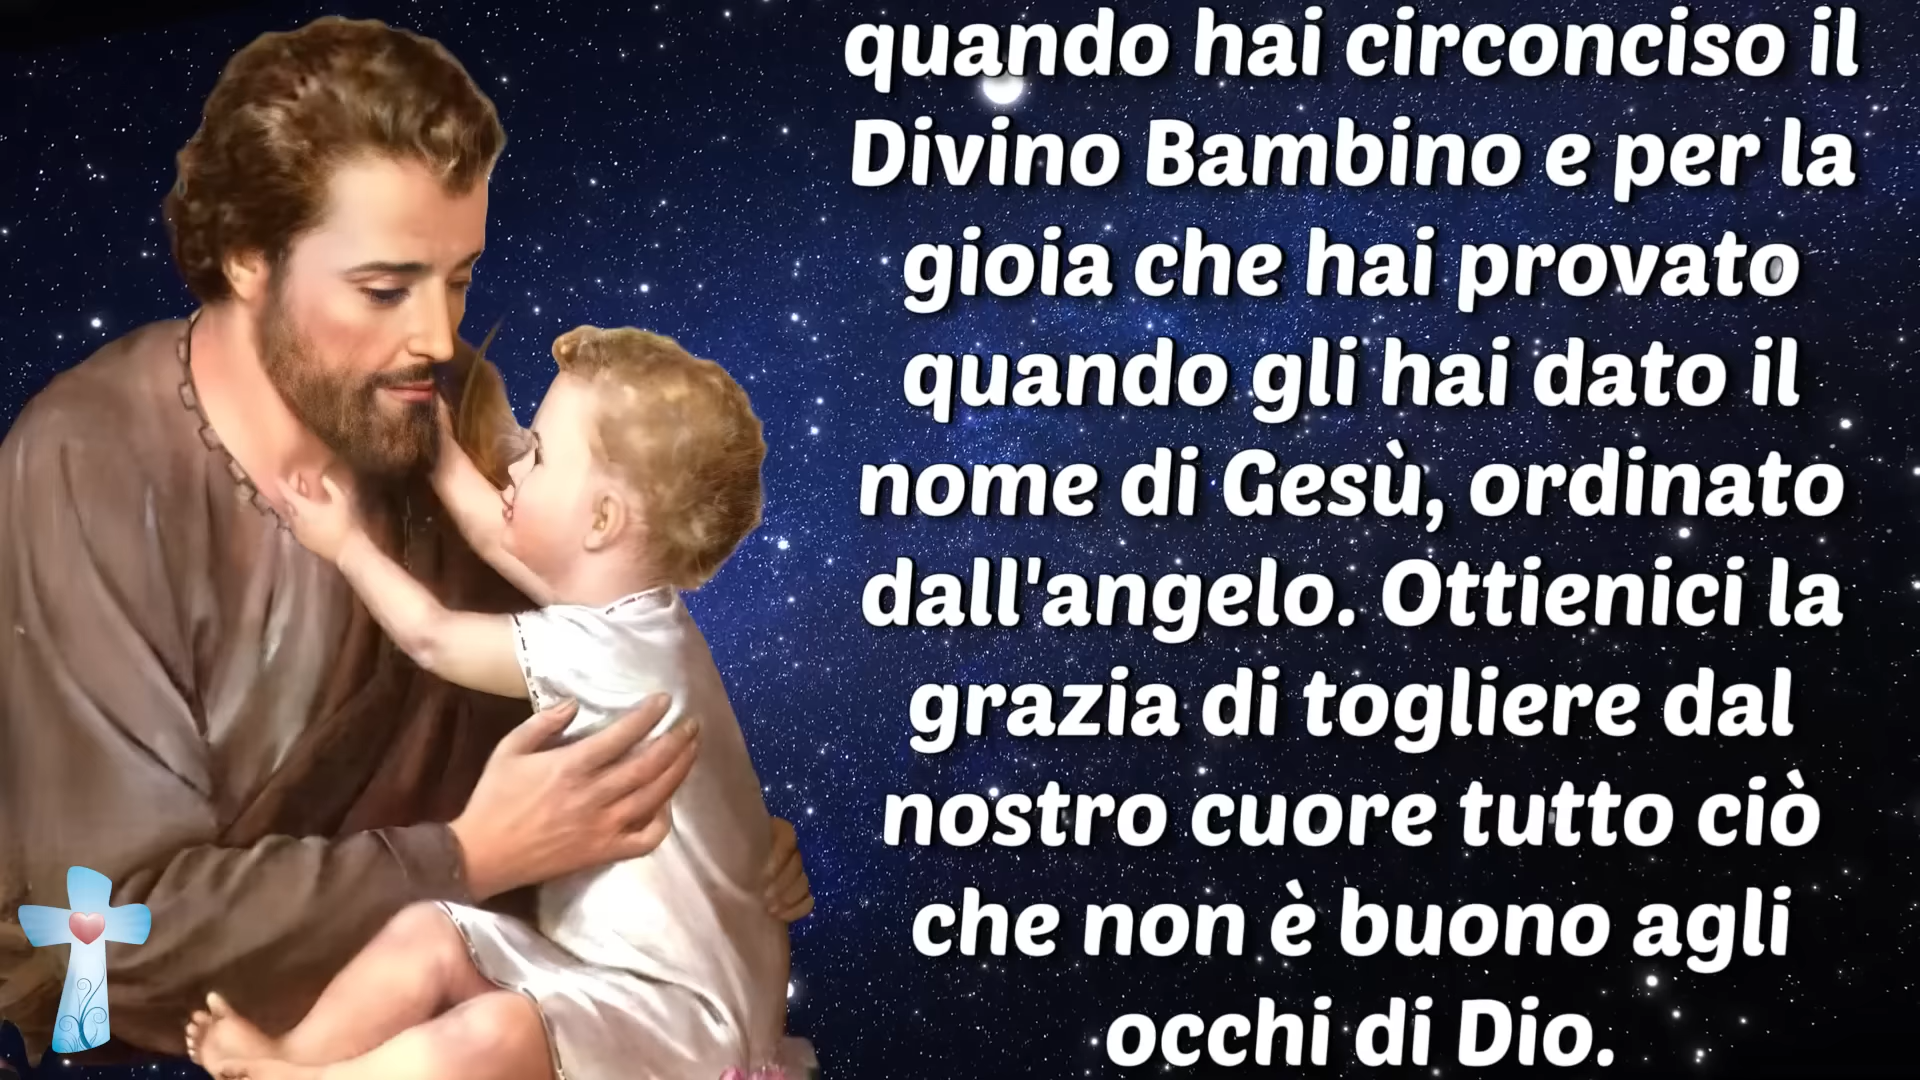 quando hai circonciso il
Divino Bambino e per la
gioia che hai provato
quando gli hai dato il
nome di Gesù, ordinato
dall'angelo. Ottienici la
grazia di togliere dal
nostro cuore tutto ciò
che non è buono agli
occhi di Dio.